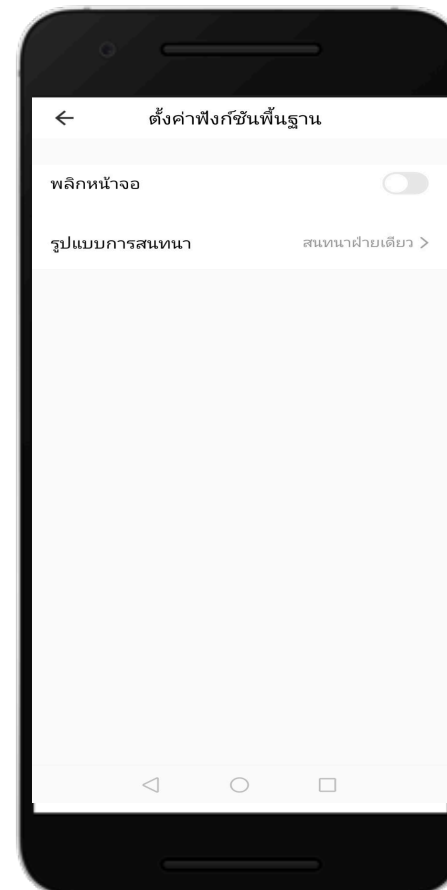 ตั้งค่าฟังก์ชันพื้นฐาน
พลิกหน้าจอ
รูปแบบการสนทนา สนทนาฝ่ายเดียว